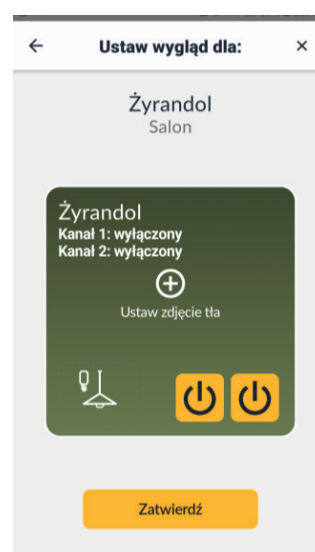 Ustaw wygląd dla:
Żyrandol
Salon
Żyrandol
Kanał 1: wyłączony
Kanał 2: wyłączony
Ustaw zdjęcie tła
Zatwierdź